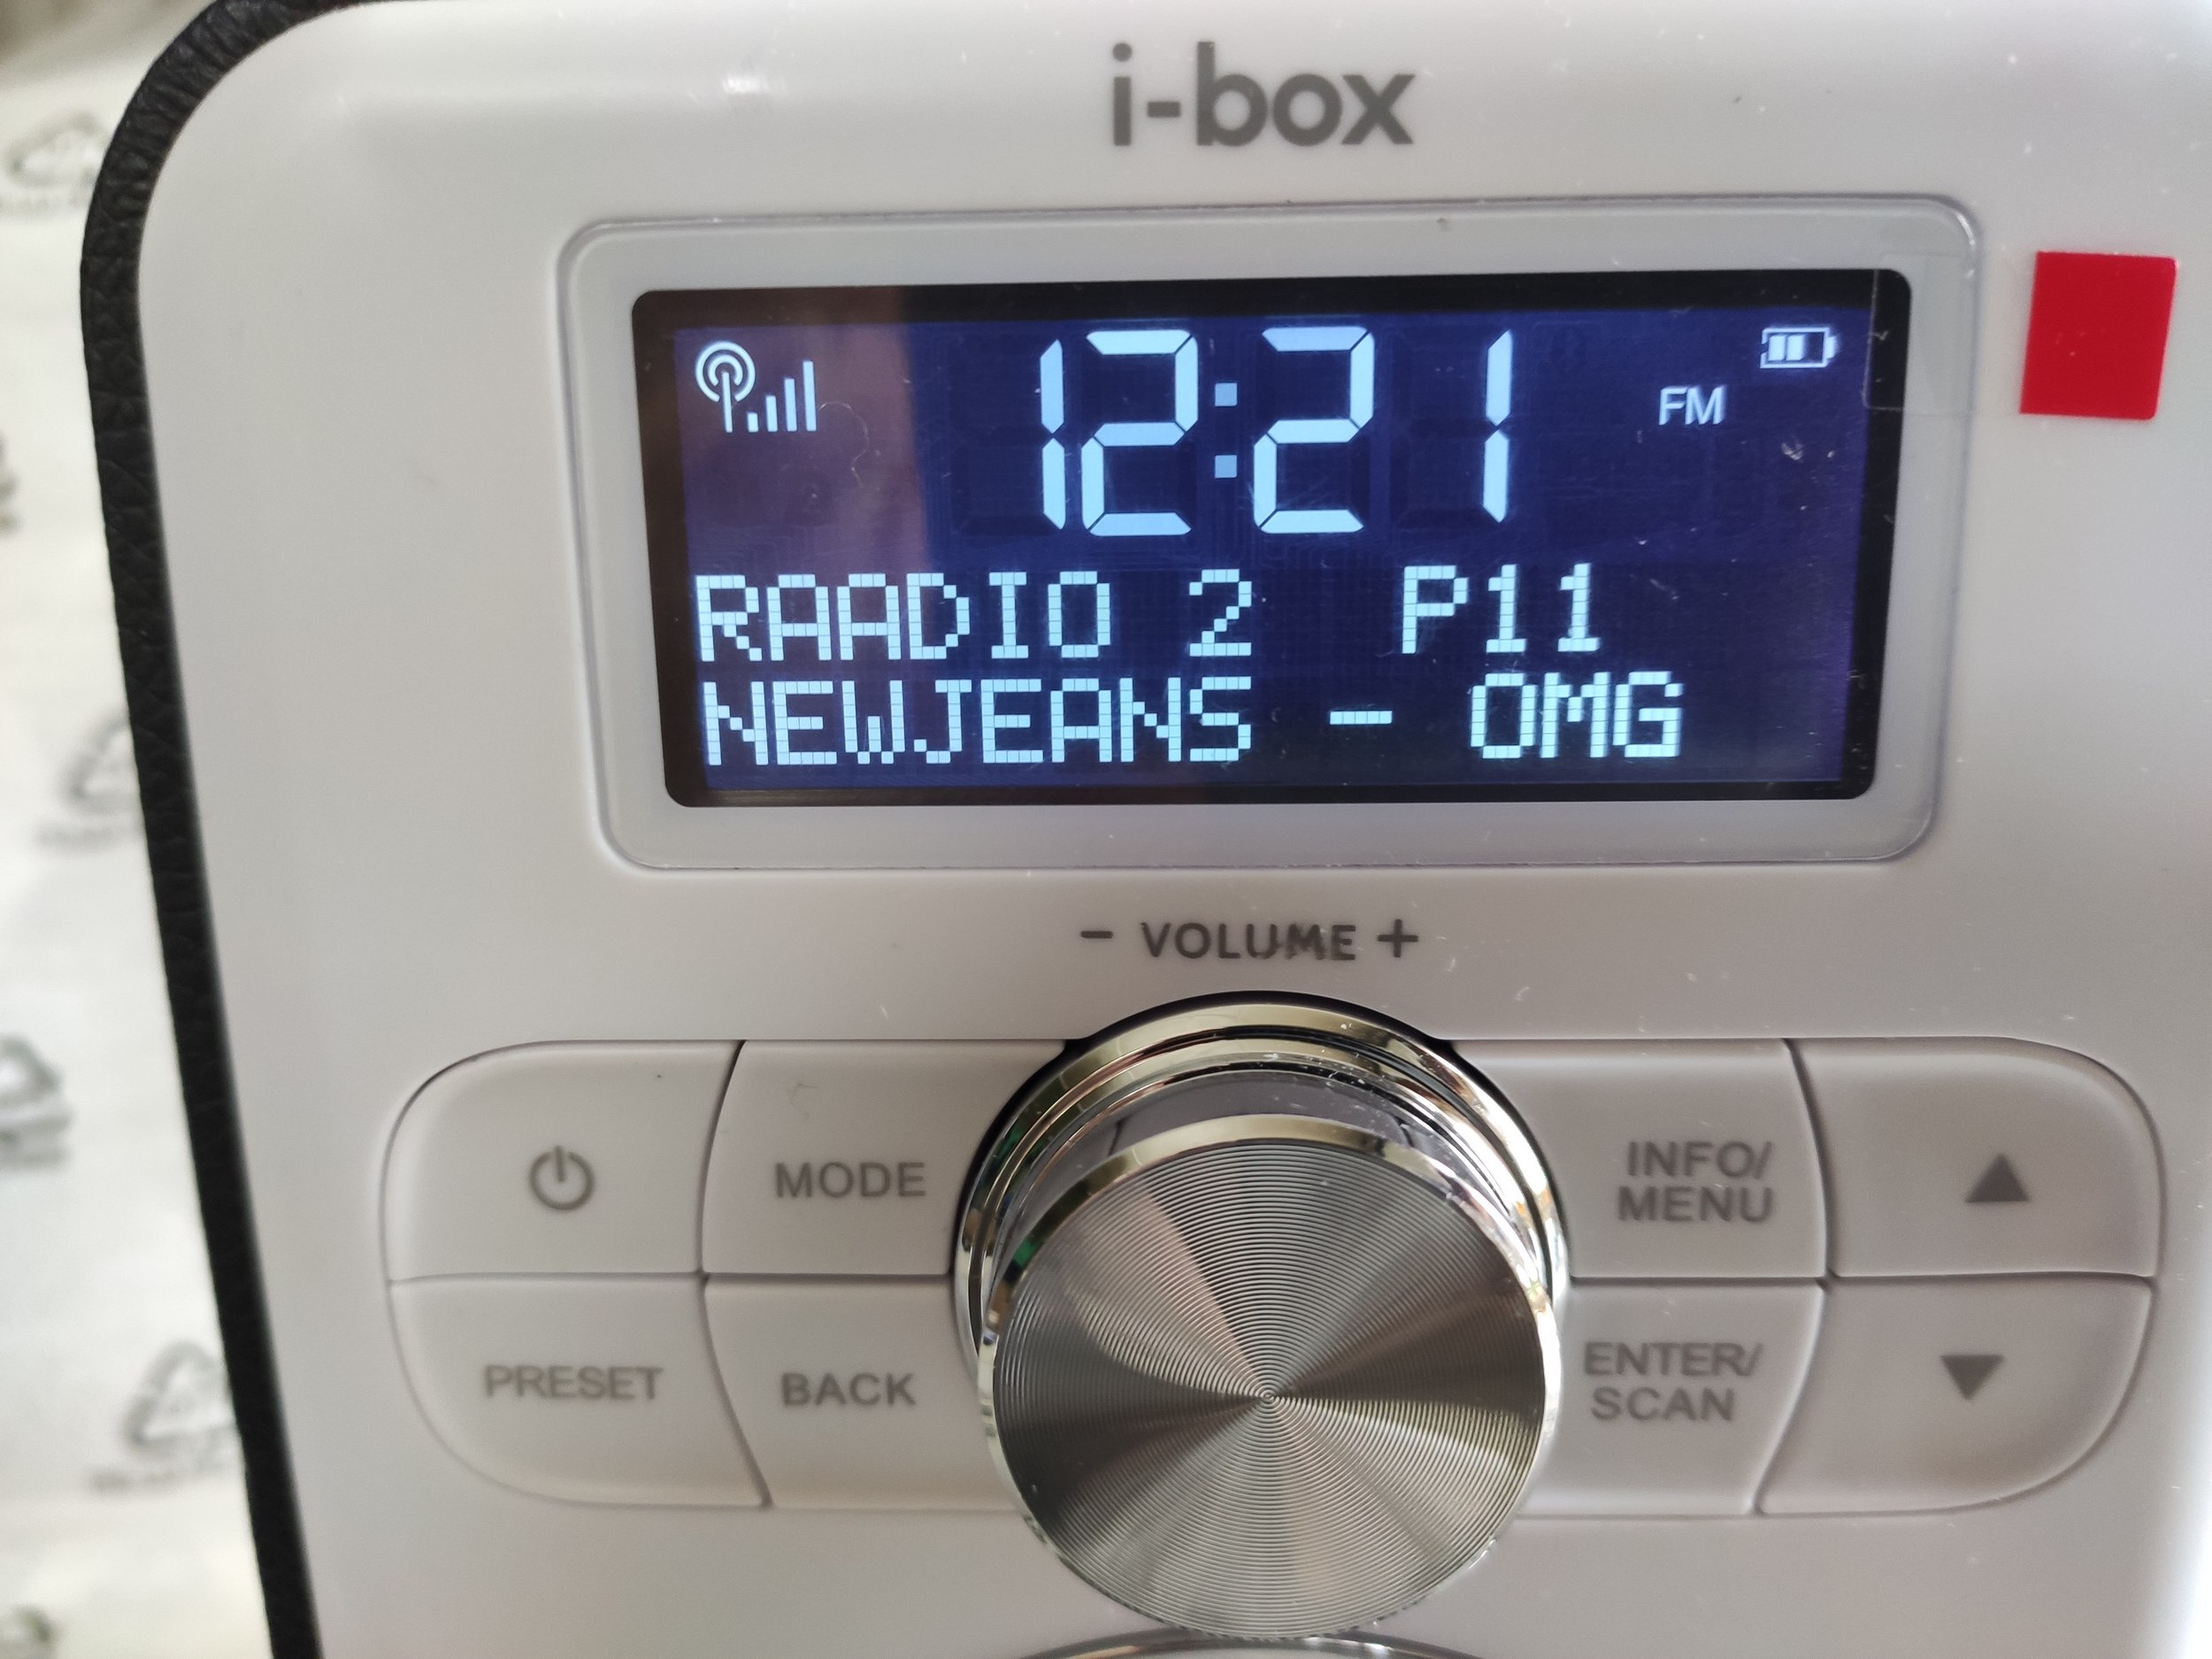 i-box
12:21
FM
RAADIO 2 P11
NEWJEANS - OMG
- VOLUME +
MODE
INFO/
MENU
PRESET
BACK
ENTER/
SCAN